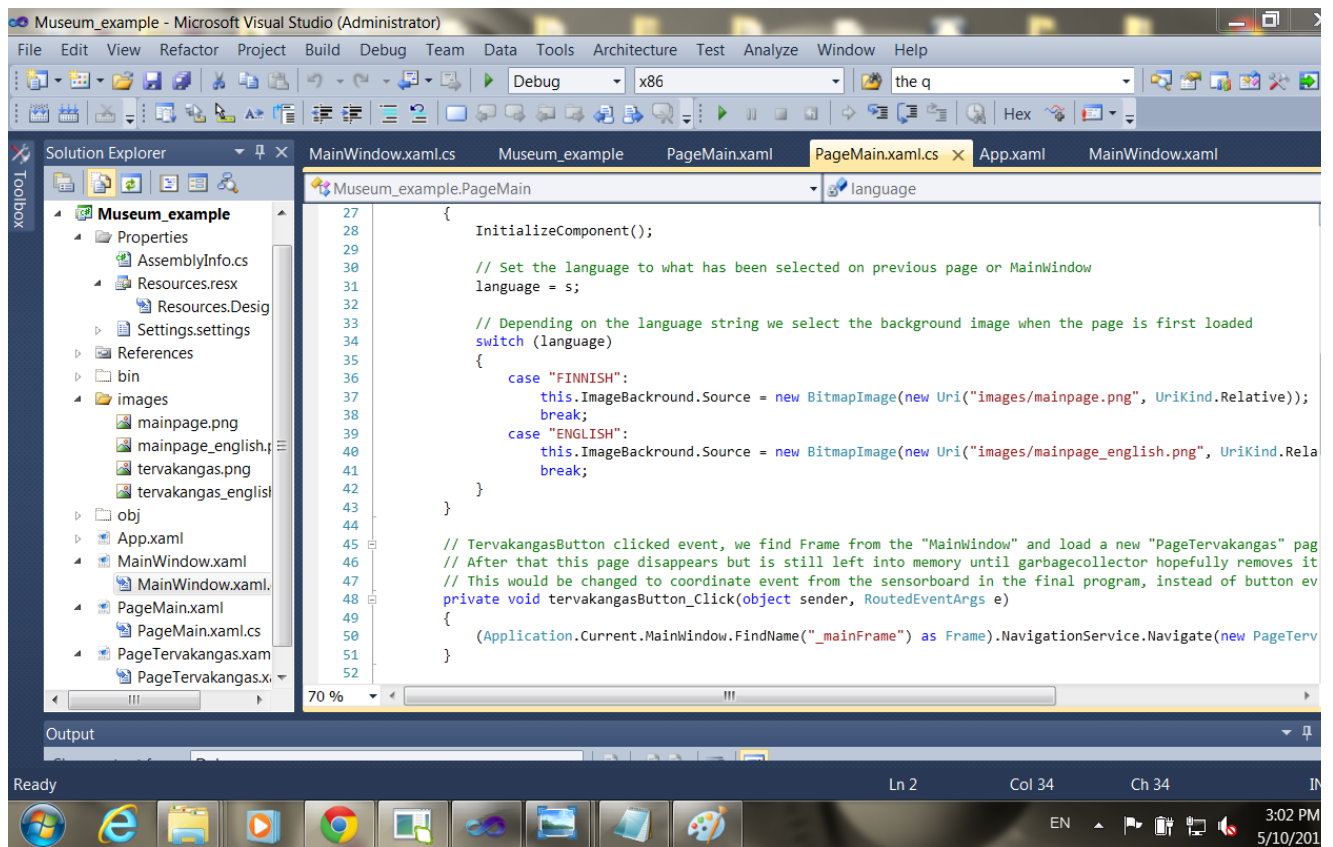 Museum_example - Microsoft Visual Studio (Administrator)
File Edit View Refactor Project Build Debug Team Data Tools Architecture Test Analyze Window Help
Debug x86 the q
Hex
Toolbox
Solution Explorer
Museum_example
Properties
AssemblyInfo.cs
Resources.resx
Resources.Desig
Settings.settings
References
bin
images
mainpage.png
mainpage_english.p
tervakangas.png
tervakangas_englisl
obj
App.xaml
MainWindow.xaml
MainWindow.xaml.
PageMain.xaml
PageMain.xaml.cs
PageTervakangas.xam
PageTervakangas.xa
MainWindow.xaml.cs Museum_example PageMain.xaml PageMain.xaml.cs App.xaml MainWindow.xaml
Museum_example.PageMain language
27 {
28 InitializeComponent();
29
30 // Set the language to what has been selected on previous page or MainWindow
31 language = s;
32
33 // Depending on the language string we select the background image when the page is first loaded
34 switch (language)
35 {
36 case "FINNISH":
37 this.ImageBackround.Source = new BitmapImage(new Uri("images/mainpage.png", UriKind.Relative));
38 break;
39 case "ENGLISH":
40 this.ImageBackround.Source = new BitmapImage(new Uri("images/mainpage_english.png", UriKind.Rela
41 break;
42 }
43 }
44
45 // TervakangasButton clicked event, we find Frame from the "MainWindow" and load a new "PageTervakangas" pag
46 // After that this page disappears but is still left into memory until garbagecollector hopefully removes it
47 // This would be changed to coordinate event from the sensorboard in the final program, instead of button ev
48 private void tervakangasButton_Click(object sender, RoutedEventArgs e)
49 {
50 (Application.Current.MainWindow.FindName("_mainFrame") as Frame).NavigationService.Navigate(new PageTerv
51 }
52
70 %
Output
Ready Ln 2 Col 34 Ch 34 IN
EN 3:02 PM
5/10/201